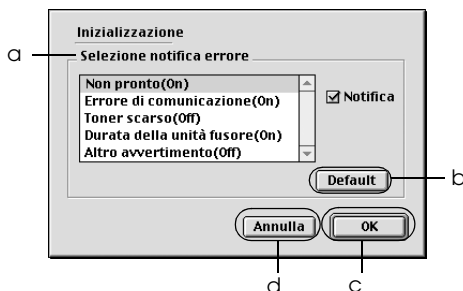 Inizializzazione
a
Selezione notifica errore
Non pronto(On)
Errore di comunicazione(On)
Toner scarso(Off)
Durata della unità fusore(On)
Altro avvertimento(Off)
Notifica
Default
b
Annulla
OK
d
c